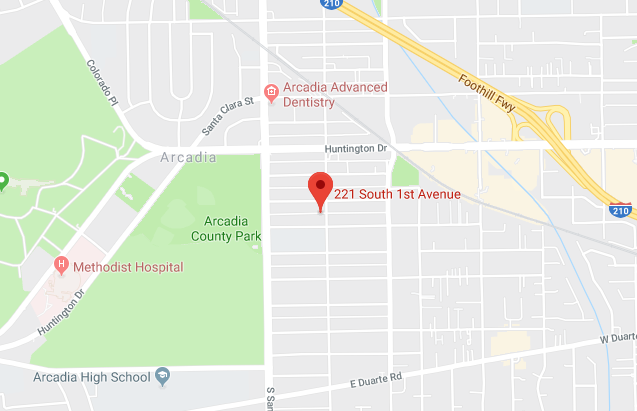 210
Colorado Pl
Foothill Fwy
Arcadia Advanced
Dentistry
Santa Clara St
Huntington Dr
Arcadia
221 South 1st Avenue
210
Arcadia
County Park
H
Methodist Hospital
Huntington Dr
W Duarte
Arcadia High School
E Duarte Rd
S San